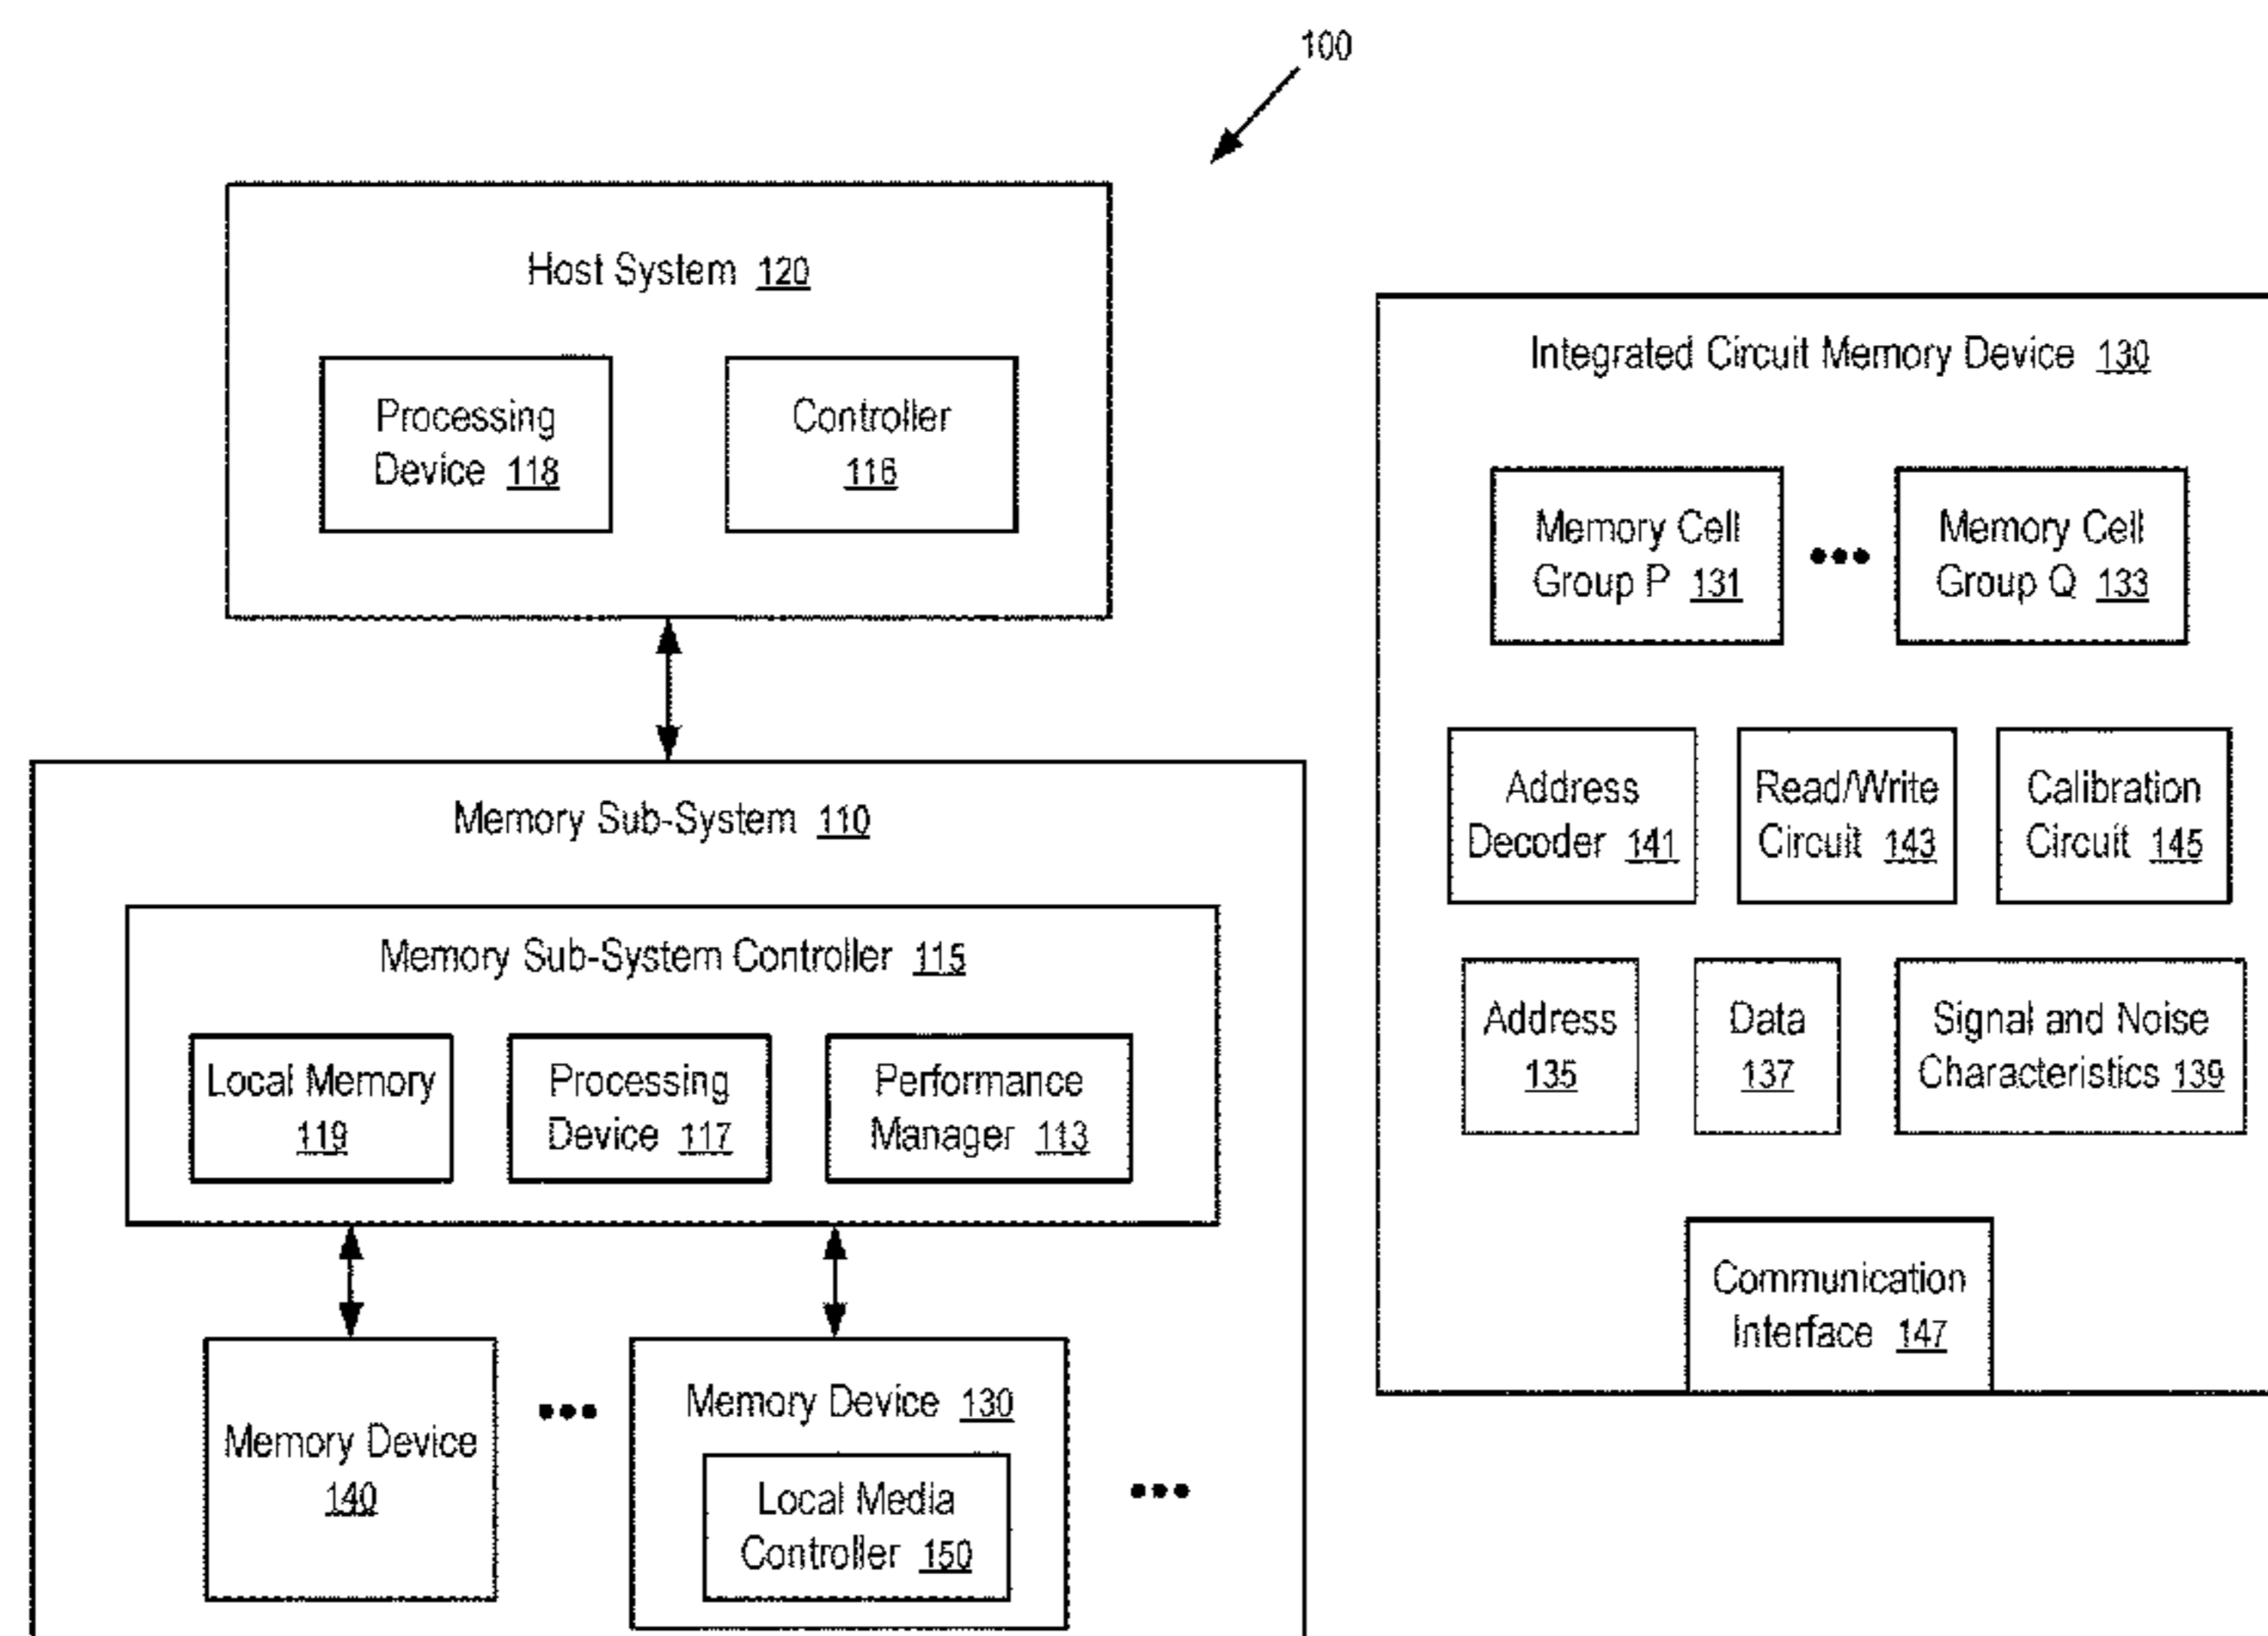 100
Host System 120
Processing
Device 118
Controller
116
Memory Sub-System 110
Memory Sub-System Controller 115
Local Memory
119
Processing
Device 117
Performance
Manager 113
Memory Device
140
Memory Device 130
Local Media
Controller 150
Integrated Circuit Memory Device 130
Memory Cell
Group P 131
Memory Cell
Group Q 133
Address
Decoder 141
Read/Write
Circuit 143
Calibration
Circuit 145
Address
135
Data
137
Signal and Noise
Characteristics 139
Communication
Interface 147